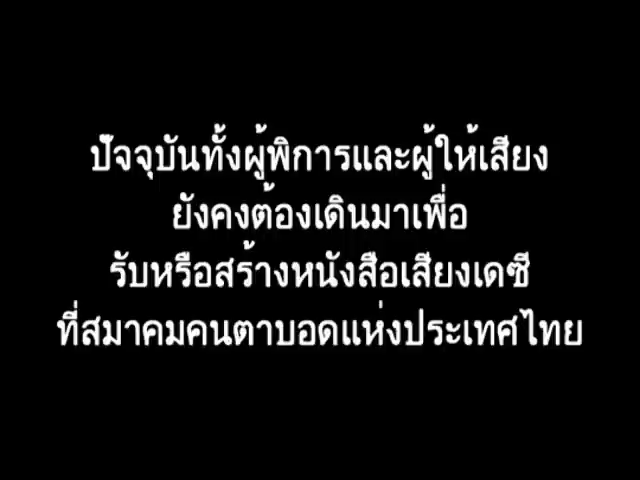 ปัจจุบันทั้งผู้พิการและผู้ให้เสียง
ยังคงต้องเดินมาเพื่อ
รับหรือสร้างหนังสือเสียงเดซี
ที่สมาคมคนตาบอดแห่งประเทศไทย